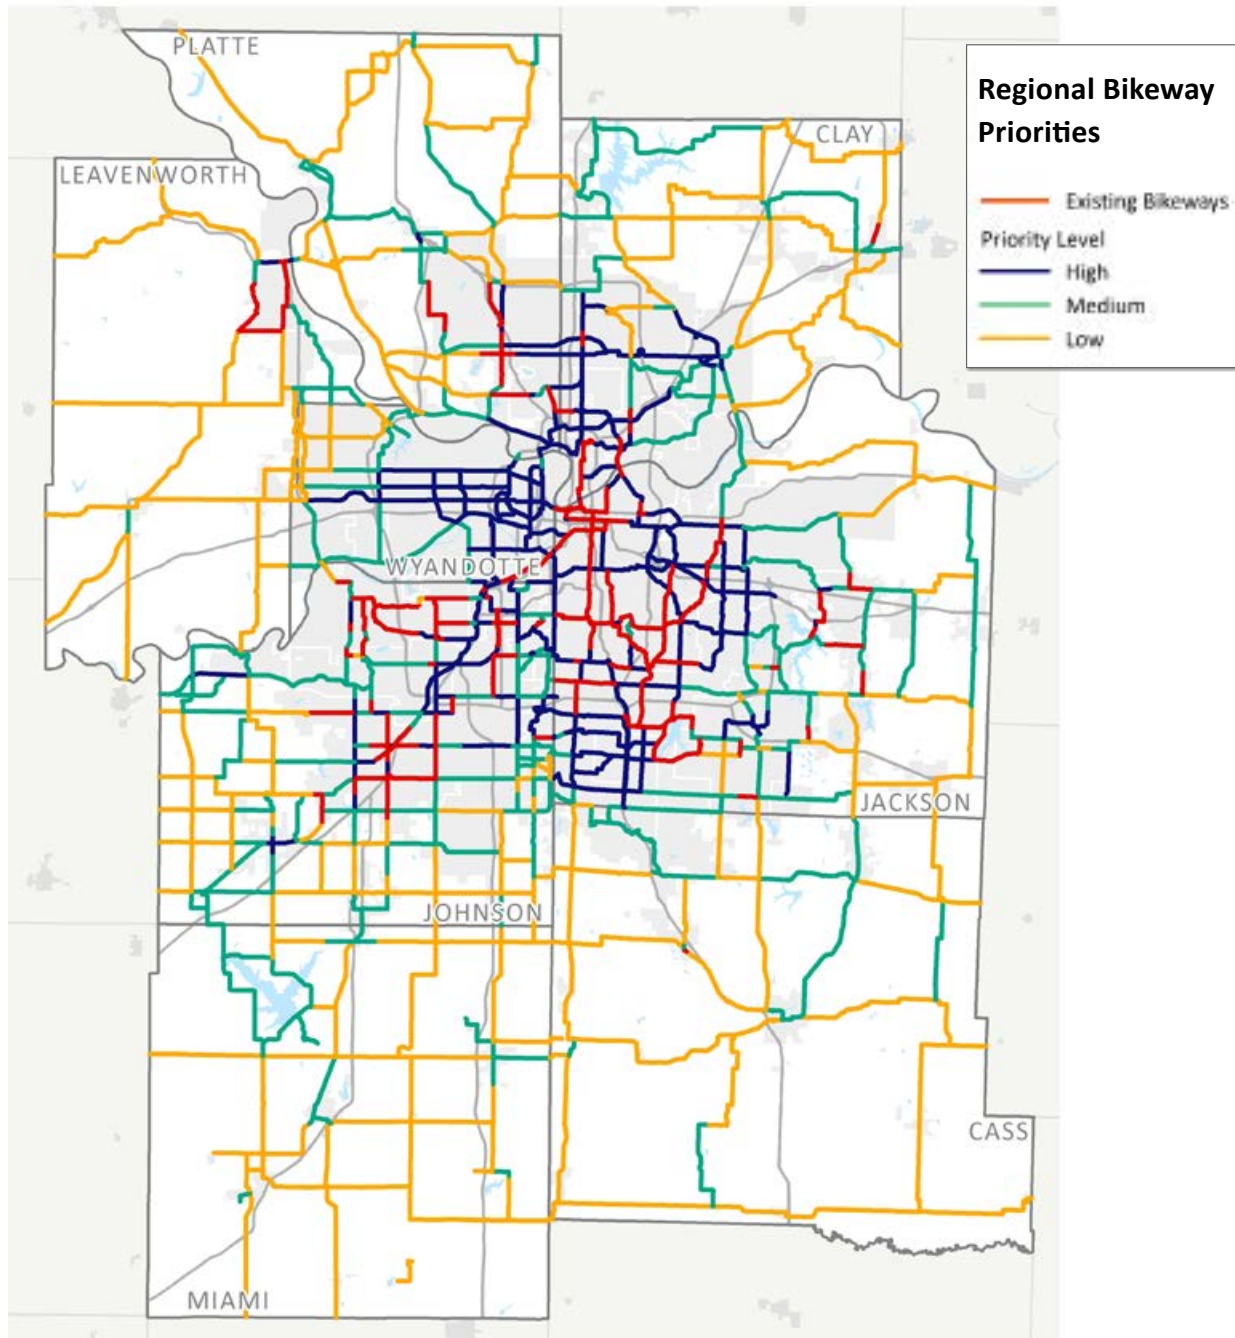 PLATTE
CLAY
LEAVENWORTH
Regional Bikeway
Priorities
Existing Bikeways
Priority Level
High
Medium
Low
WYANDOTTE
JACKSON
JOHNSON
CASS
MIAMI